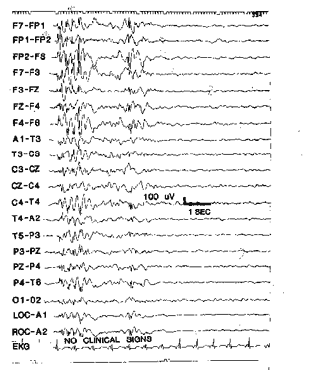 F7-FP1
FP1-FP2
FP2-F8
F7-F3
F3-FZ
FZ-F4
F4-F8
A1-T3
T3-C3
C3-CZ
CZ-C4
100 uV
C4-T4
1 SEC
T4-A2
T5-P3
P3-PZ
PZ-P4
P4-T6
O1-O2
LOC-A1
ROC-A2
NO CLINICAL SIGNS
EKG